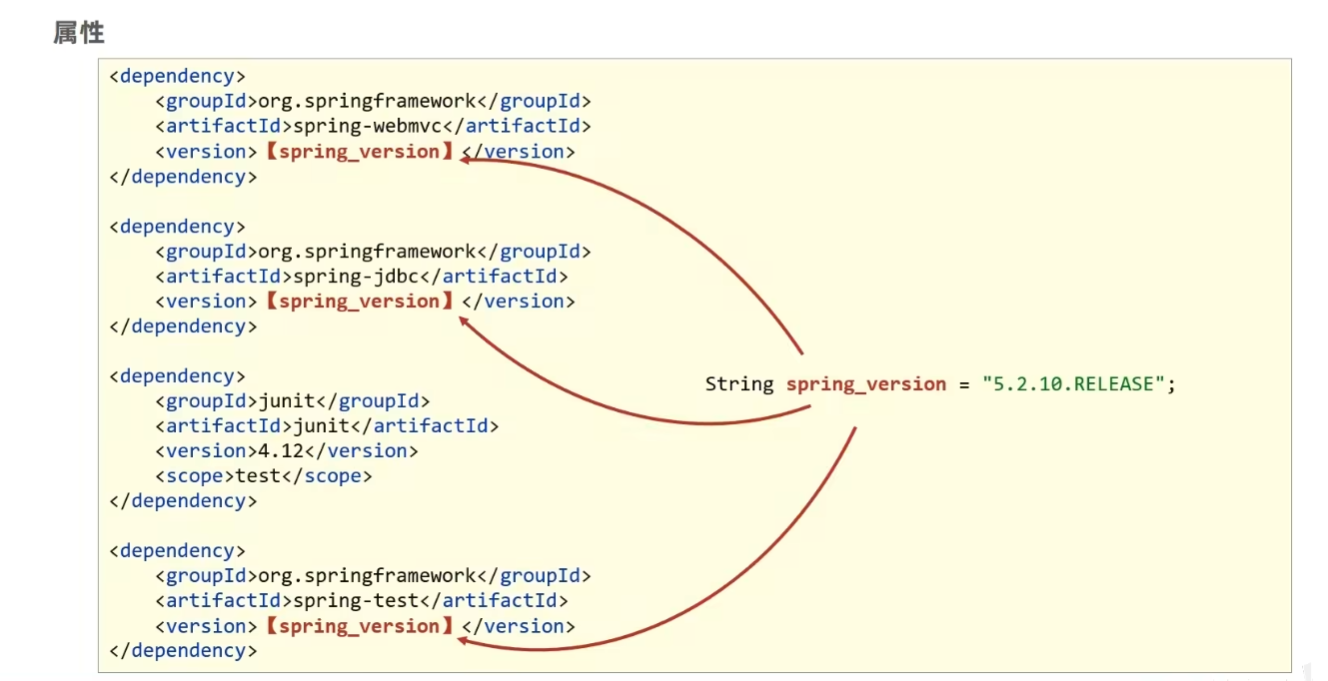 属性
<dependency>
<groupId>org.springframework</groupId>
<artifactId>spring-webmvc</artifactId>
<version>【spring_version】</version>
</dependency>
<dependency>
<groupId>org.springframework</groupId>
<artifactId>spring-jdbc</artifactId>
<version>【spring_version】</version>
</dependency>
<dependency>
<groupId>junit</groupId>
<artifactId>junit</artifactId>
<version>4.12</version>
<scope>test</scope>
</dependency>
<dependency>
<groupId>org.springframework</groupId>
<artifactId>spring-test</artifactId>
<version>【spring_version】</version>
</dependency>
String spring_version = "5.2.10.RELEASE";